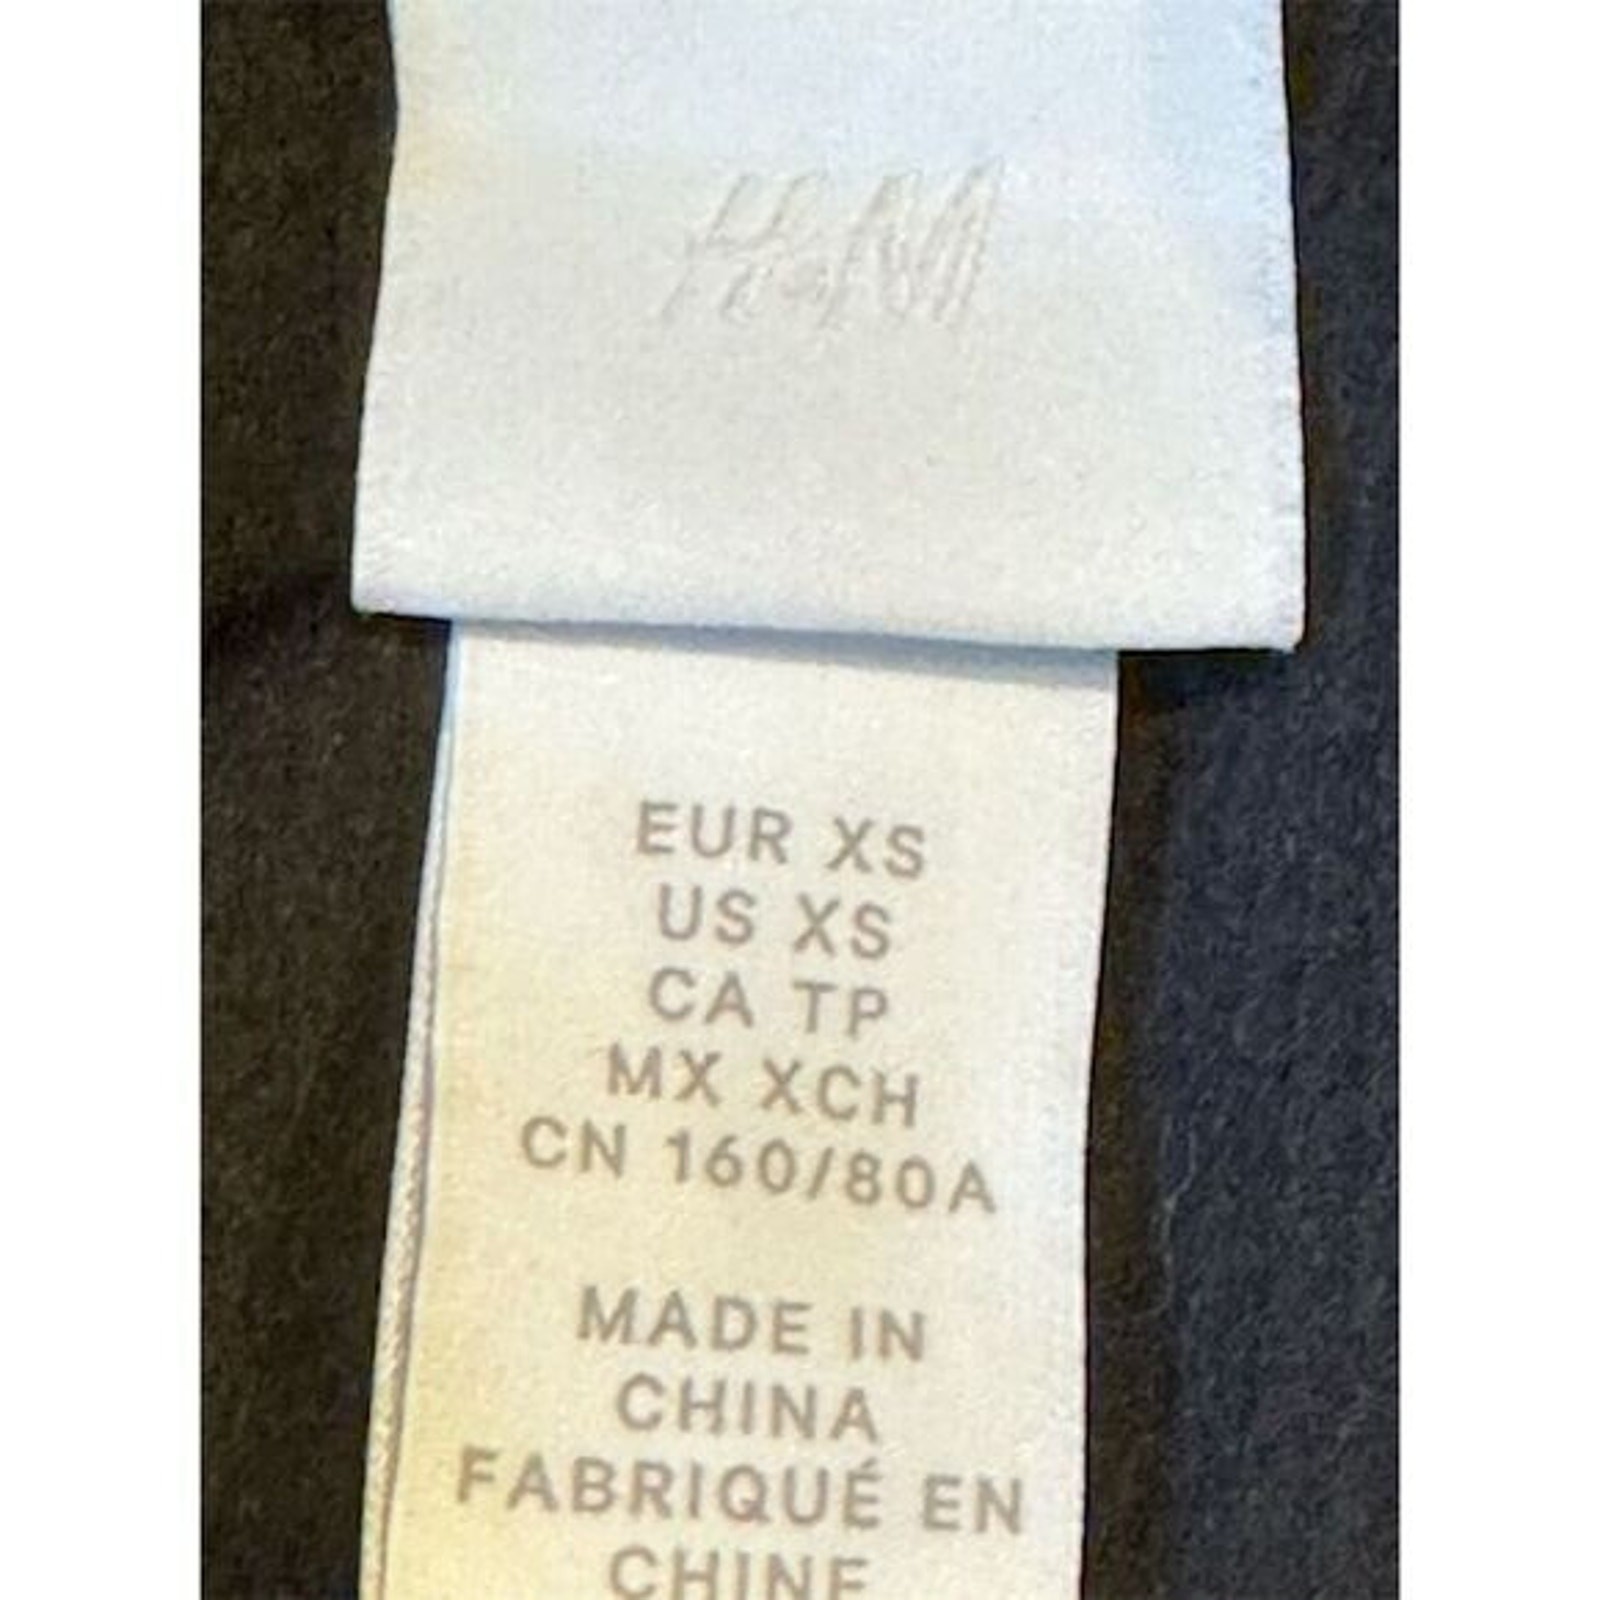 H&M
EUR XS
US XS
CA TP
MX XCH
CN 160/80A
MADE IN
CHINA
FABRIQUÉ EN
CHINE